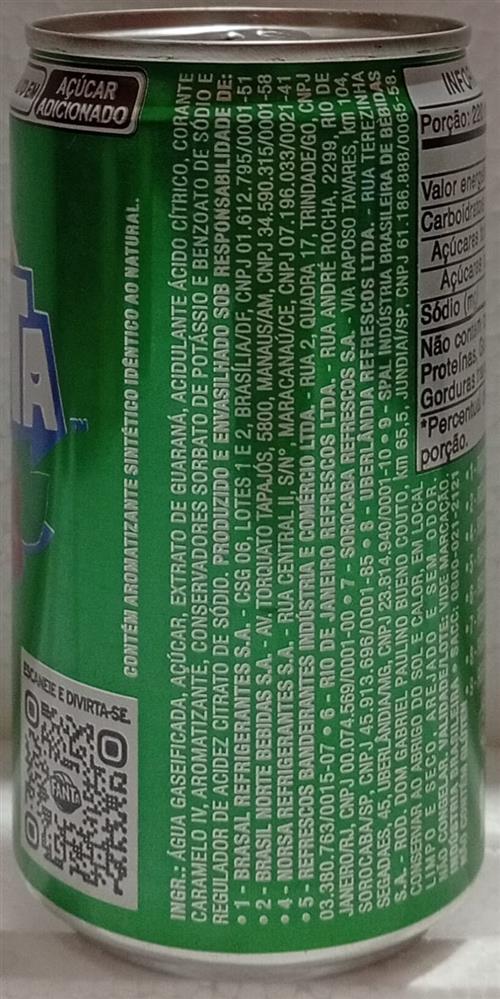 AÇÚCAR
ADICIONADO
TA
TM
ESCANEIE E DIVIRTA-SE
FANTA
CONTÉM AROMATIZANTE SINTÉTICO IDÊNTICO AO NATURAL.
INGR.: ÁGUA GASEIFICADA, AÇÚCAR, EXTRATO DE GUARANÁ, ACIDULANTE ÁCIDO CÍTRICO, CORANTE
CARAMELO IV, AROMATIZANTE, CONSERVADORES SORBATO DE POTÁSSIO E BENZOATO DE SÓDIO E
REGULADOR DE ACIDEZ CITRATO DE SÓDIO. PRODUZIDO E ENVASILHADO SOB RESPONSABILIDADE DE:
• 1 - BRASAL REFRIGERANTES S.A. - CSG 06, LOTES 1 E 2, BRASÍLIA/DF, CNPJ 01.612.795/0001-51
• 2 - BRASIL NORTE BEBIDAS S.A. - AV. TORQUATO TAPAJÓS, 5800, MANAUS/AM, CNPJ 34.590.315/0001-58
• 4 - NORSA REFRIGERANTES S.A. - RUA CENTRAL II, S/Nº, MARACANAÚ/CE, CNPJ 07.196.033/0021-41
• 5 - REFRESCOS BANDEIRANTES INDÚSTRIA E COMÉRCIO LTDA. - RUA 2, QUADRA 17, TRINDADE/GO, CNPJ
03.380.763/0015-07 • 6 - RIO DE JANEIRO REFRESCOS LTDA. - RUA ANDRÉ ROCHA, 2299, RIO DE
JANEIRO/RJ, CNPJ 00.074.569/0001-00 • 7 - SOROCABA REFRESCOS S.A. - VIA RAPOSO TAVARES, km 104,
SOROCABA/SP, CNPJ 45.913.696/0001-85 • 8 - UBERLÂNDIA REFRESCOS LTDA. - RUA TEREZINHA
SEGADAES, 45, UBERLÂNDIA/MG, CNPJ 23.814.940/0001-10 • 9 - SPAL INDÚSTRIA BRASILEIRA DE BEBIDAS
S.A. - ROD. DOM GABRIEL PAULINO BUENO COUTO, km 65,5, JUNDIAÍ/SP, CNPJ 61.186.888/0065-58.
CONSERVAR AO ABRIGO DO SOL E CALOR, EM LOCAL
LIMPO E SECO, AREJADO E SEM ODOR.
NÃO CONGELAR. VALIDADE/LOTE: VIDE MARCAÇÃO.
INDÚSTRIA BRASILEIRA • SACC: 0800-021-2121
Porção: 220
Valor
Carboidratos
Açúcares
Açúcares
Sódio
Não contém
Proteínas,
Gorduras
*Percentual
porção.